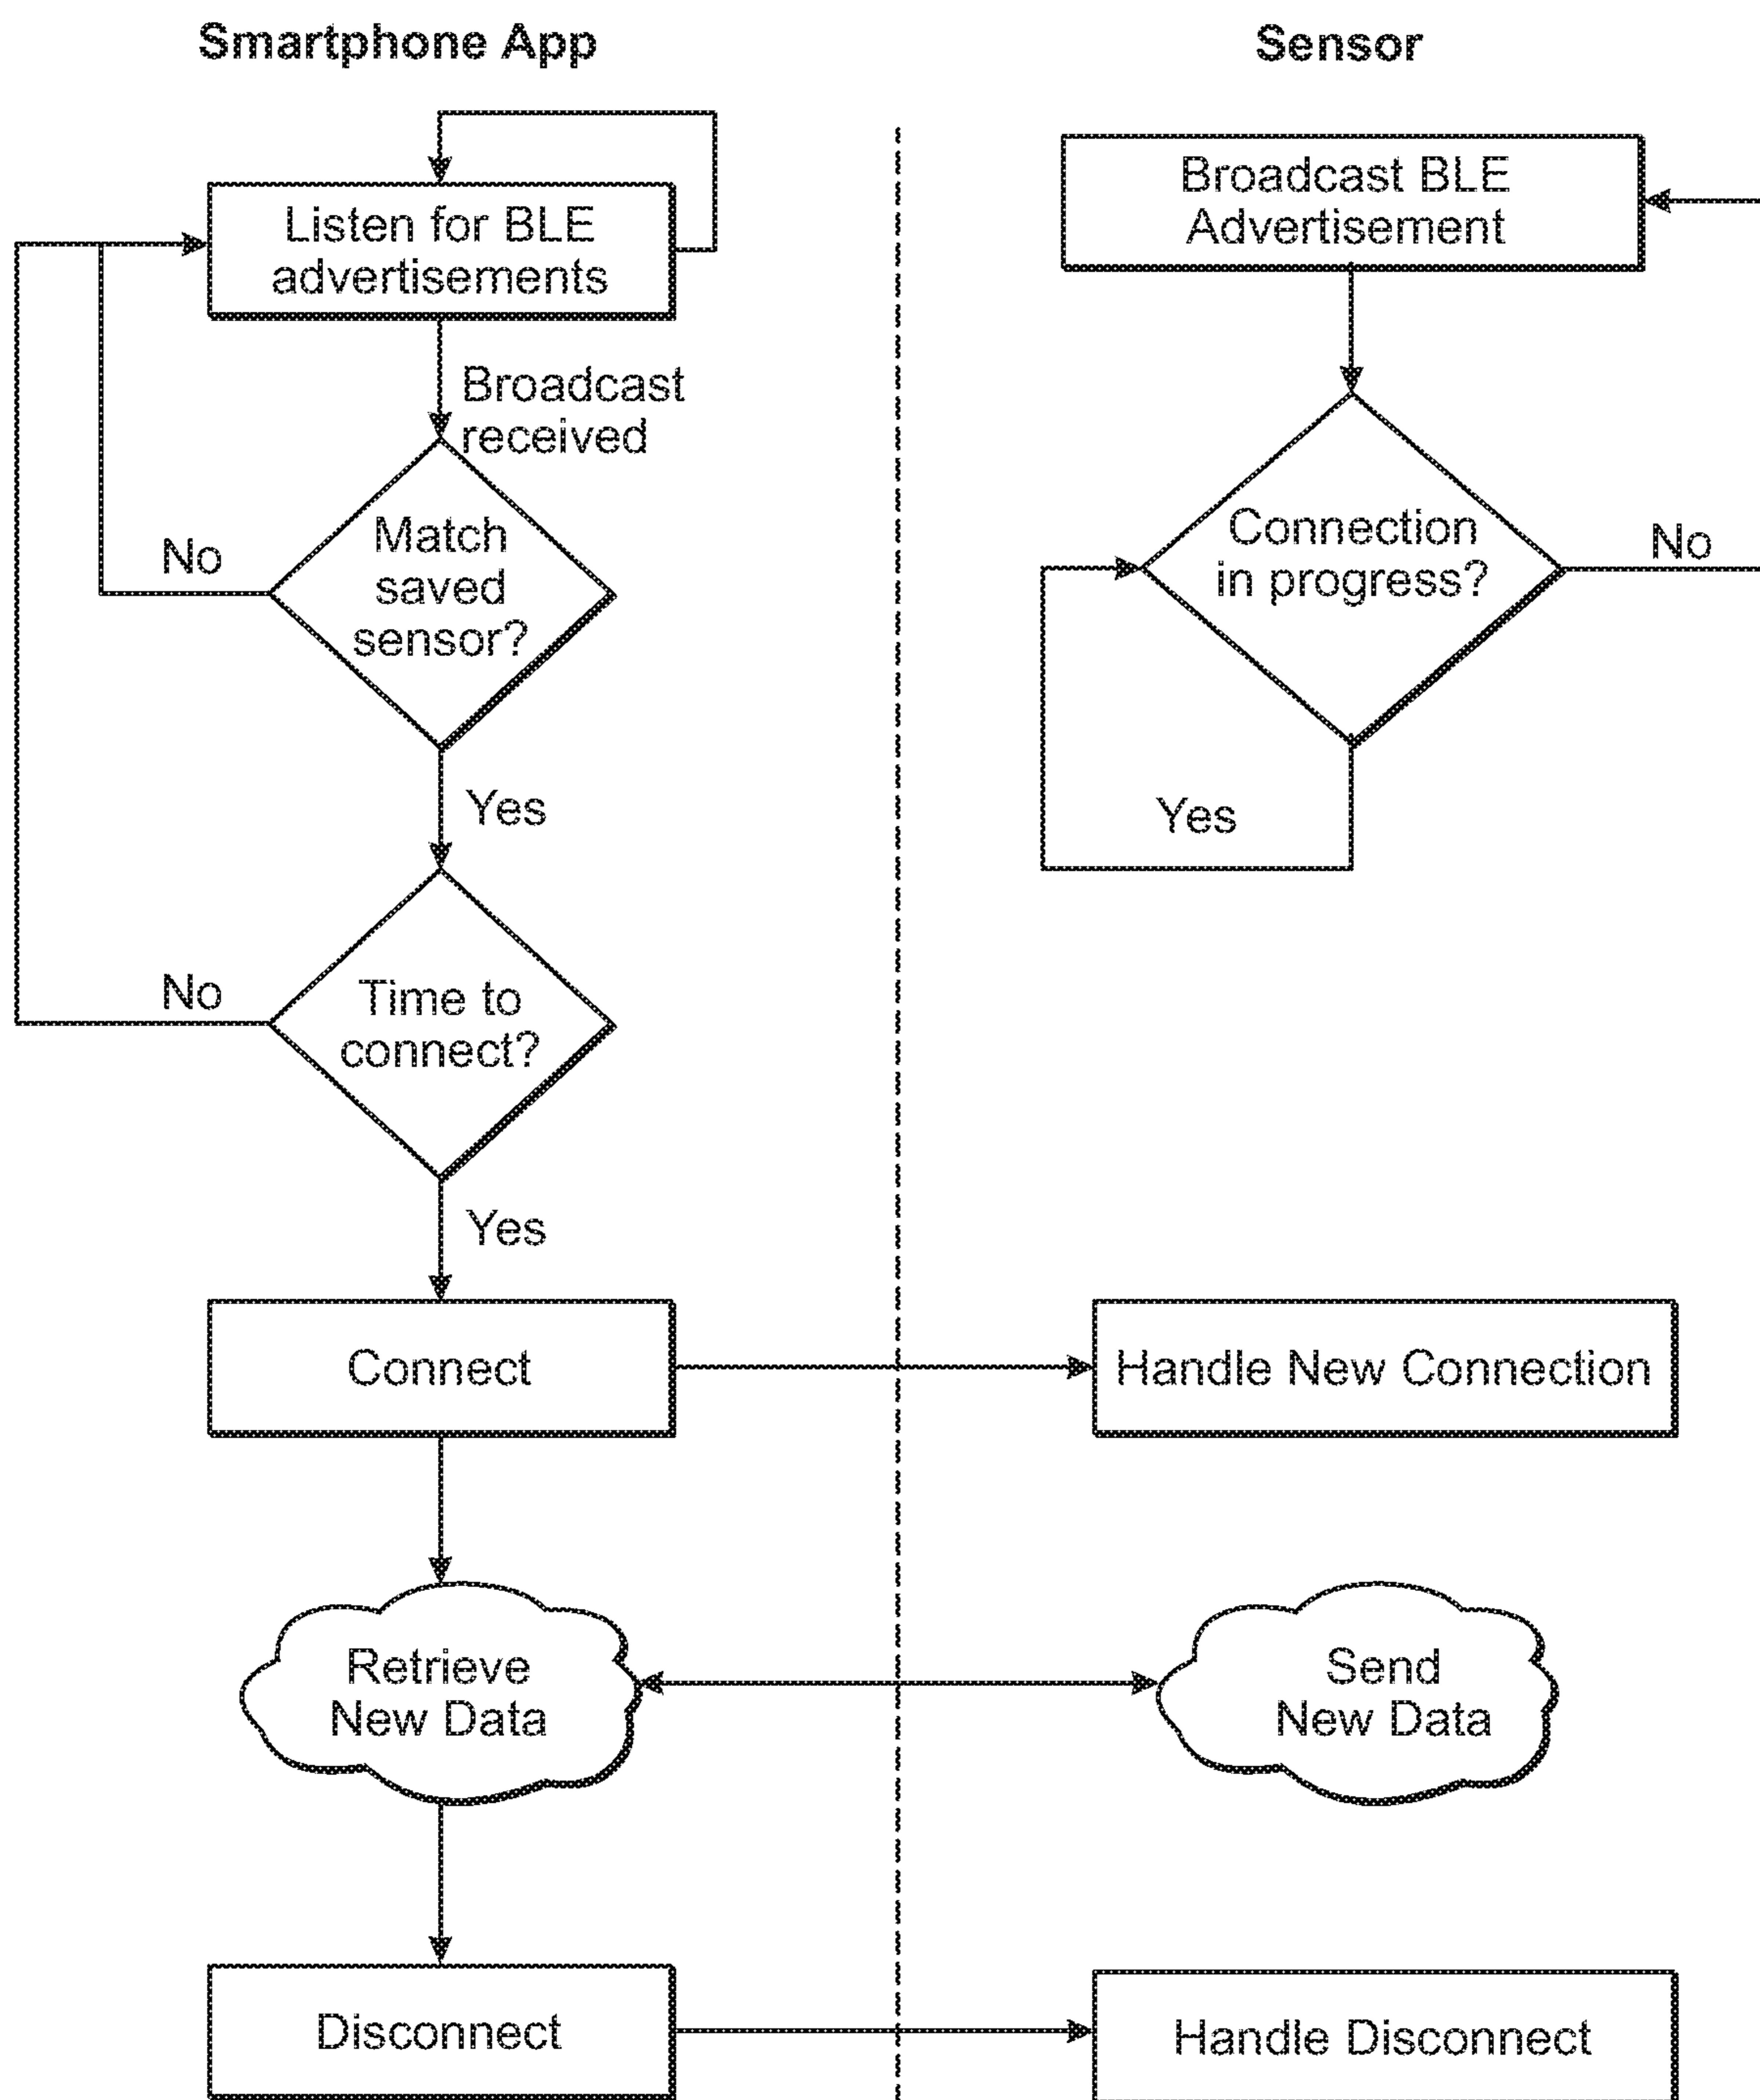 Smartphone App
Sensor
Listen for BLE
advertisements
Broadcast BLE
Advertisement
Broadcast
received
Match
saved
sensor?
No
Connection
in progress?
No
Yes
Yes
Time to
connect?
No
Yes
Connect
Handle New Connection
Retrieve
New Data
Send
New Data
Disconnect
Handle Disconnect